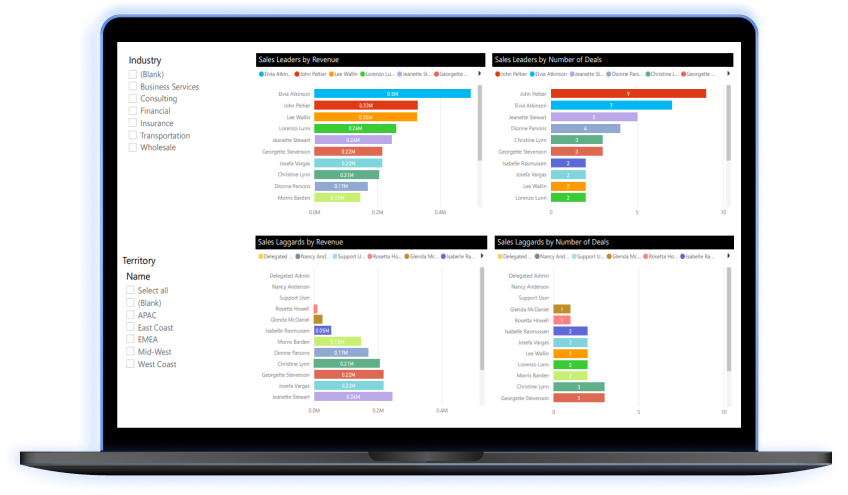 Industry
(Blank)
Business Services
Consulting
Financial
Insurance
Transportation
Wholesale
Sales Leaders by Revenue
Elvia Atkin... John Peltier Lee Wallin Lorenzo Lu... Jeanette St... Georgette ...
Elvia Atkinson 0.5M
John Peltier 0.33M
Lee Wallin 0.33M
Lorenzo Lunn 0.26M
Jeanette Stewart 0.24M
Georgette Stevenson 0.22M
Josefa Vargas 0.22M
Christine Lynn 0.21M
Dionne Parsons 0.17M
Morris Barden 0.15M
0.0M 0.2M 0.4M
Sales Leaders by Number of Deals
John Peltier Elvia Atkinson Jeanette St... Dionne Pars... Christine L... Georgette ...
John Peltier 9
Elvia Atkinson 7
Jeanette Stewart 5
Dionne Parsons 4
Christine Lynn 3
Georgette Stevenson 3
Isabelle Rasmussen 2
Josefa Vargas 2
Lee Wallin 2
Lorenzo Lunn 2
0 5 10
Territory
Name
Select all
(Blank)
APAC
East Coast
EMEA
Mid-West
West Coast
Sales Laggards by Revenue
Delegated ... Nancy And... Support U... Rosetta Ho... Glenda Mc... Isabelle Ra...
Delegated Admin
Nancy Anderson
Support User
Rosetta Howell
Glenda McDaniel
Isabelle Rasmussen 0.05M
Morris Barden 0.15M
Dionne Parsons 0.17M
Christine Lynn 0.21M
Georgette Stevenson 0.22M
Josefa Vargas 0.22M
Jeanette Stewart 0.24M
0.0M 0.2M 0.4M
Sales Laggards by Number of Deals
Delegated ... Nancy And... Support U... Glenda Mc... Rosetta Ho... Isabelle Ra...
Delegated Admin
Nancy Anderson
Support User
Glenda McDaniel 1
Rosetta Howell 1
Isabelle Rasmussen 2
Josefa Vargas 2
Lee Wallin 2
Lorenzo Lunn 2
Morris Barden 2
Christine Lynn 3
Georgette Stevenson 3
0 5 10